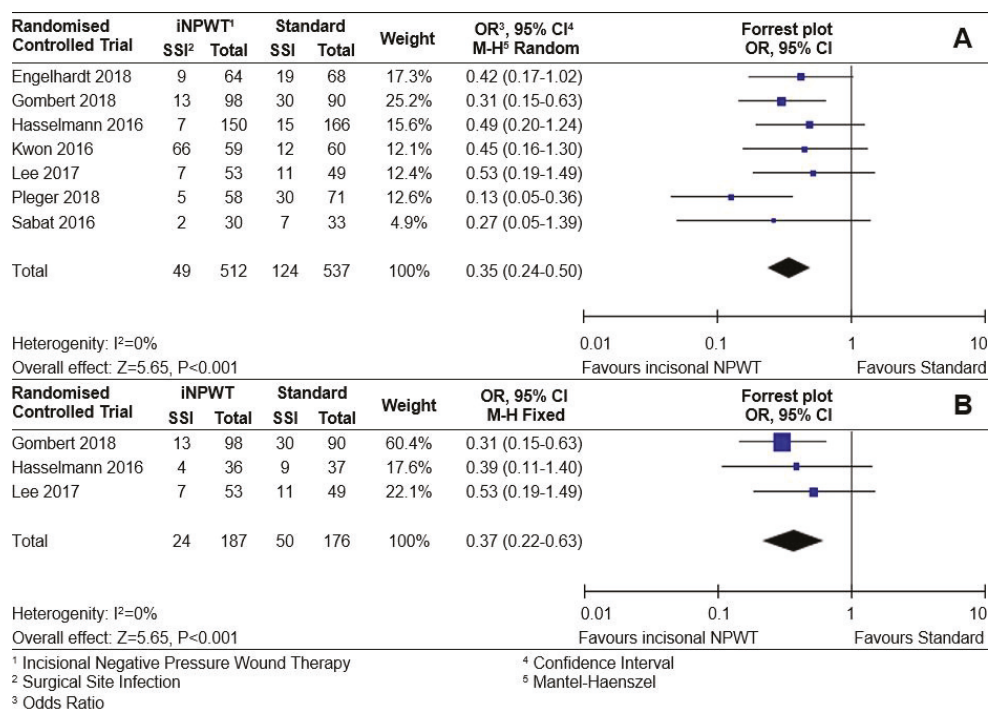 Randomised Controlled Trial iNPWT¹ Standard Weight OR³, 95% CI⁴ M-H⁵ Random Forrest plot OR, 95% CI A
SSI² Total SSI Total
Engelhardt 2018 9 64 19 68 17.3% 0.42 (0.17-1.02)
Gombert 2018 13 98 30 90 25.2% 0.31 (0.15-0.63)
Hasselmann 2016 7 150 15 166 15.6% 0.49 (0.20-1.24)
Kwon 2016 66 59 12 60 12.1% 0.45 (0.16-1.30)
Lee 2017 7 53 11 49 12.4% 0.53 (0.19-1.49)
Pleger 2018 5 58 30 71 12.6% 0.13 (0.05-0.36)
Sabat 2016 2 30 7 33 4.9% 0.27 (0.05-1.39)
Total 49 512 124 537 100% 0.35 (0.24-0.50)
Heterogenity: I²=0% 0.01 0.1 1 10
Overall effect: Z=5.65, P<0.001 Favours incisonal NPWT Favours Standard
Randomised Controlled Trial iNPWT Standard Weight OR, 95% CI M-H Fixed Forrest plot OR, 95% CI B
SSI Total SSI Total
Gombert 2018 13 98 30 90 60.4% 0.31 (0.15-0.63)
Hasselmann 2016 4 36 9 37 17.6% 0.39 (0.11-1.40)
Lee 2017 7 53 11 49 22.1% 0.53 (0.19-1.49)
Total 24 187 50 176 100% 0.37 (0.22-0.63)
Heterogenity: I²=0% 0.01 0.1 1 10
Overall effect: Z=5.65, P<0.001 Favours incisonal NPWT Favours Standard
¹ Incisional Negative Pressure Wound Therapy ⁴ Confidence Interval
² Surgical Site Infection ⁵ Mantel-Haenszel
³ Odds Ratio